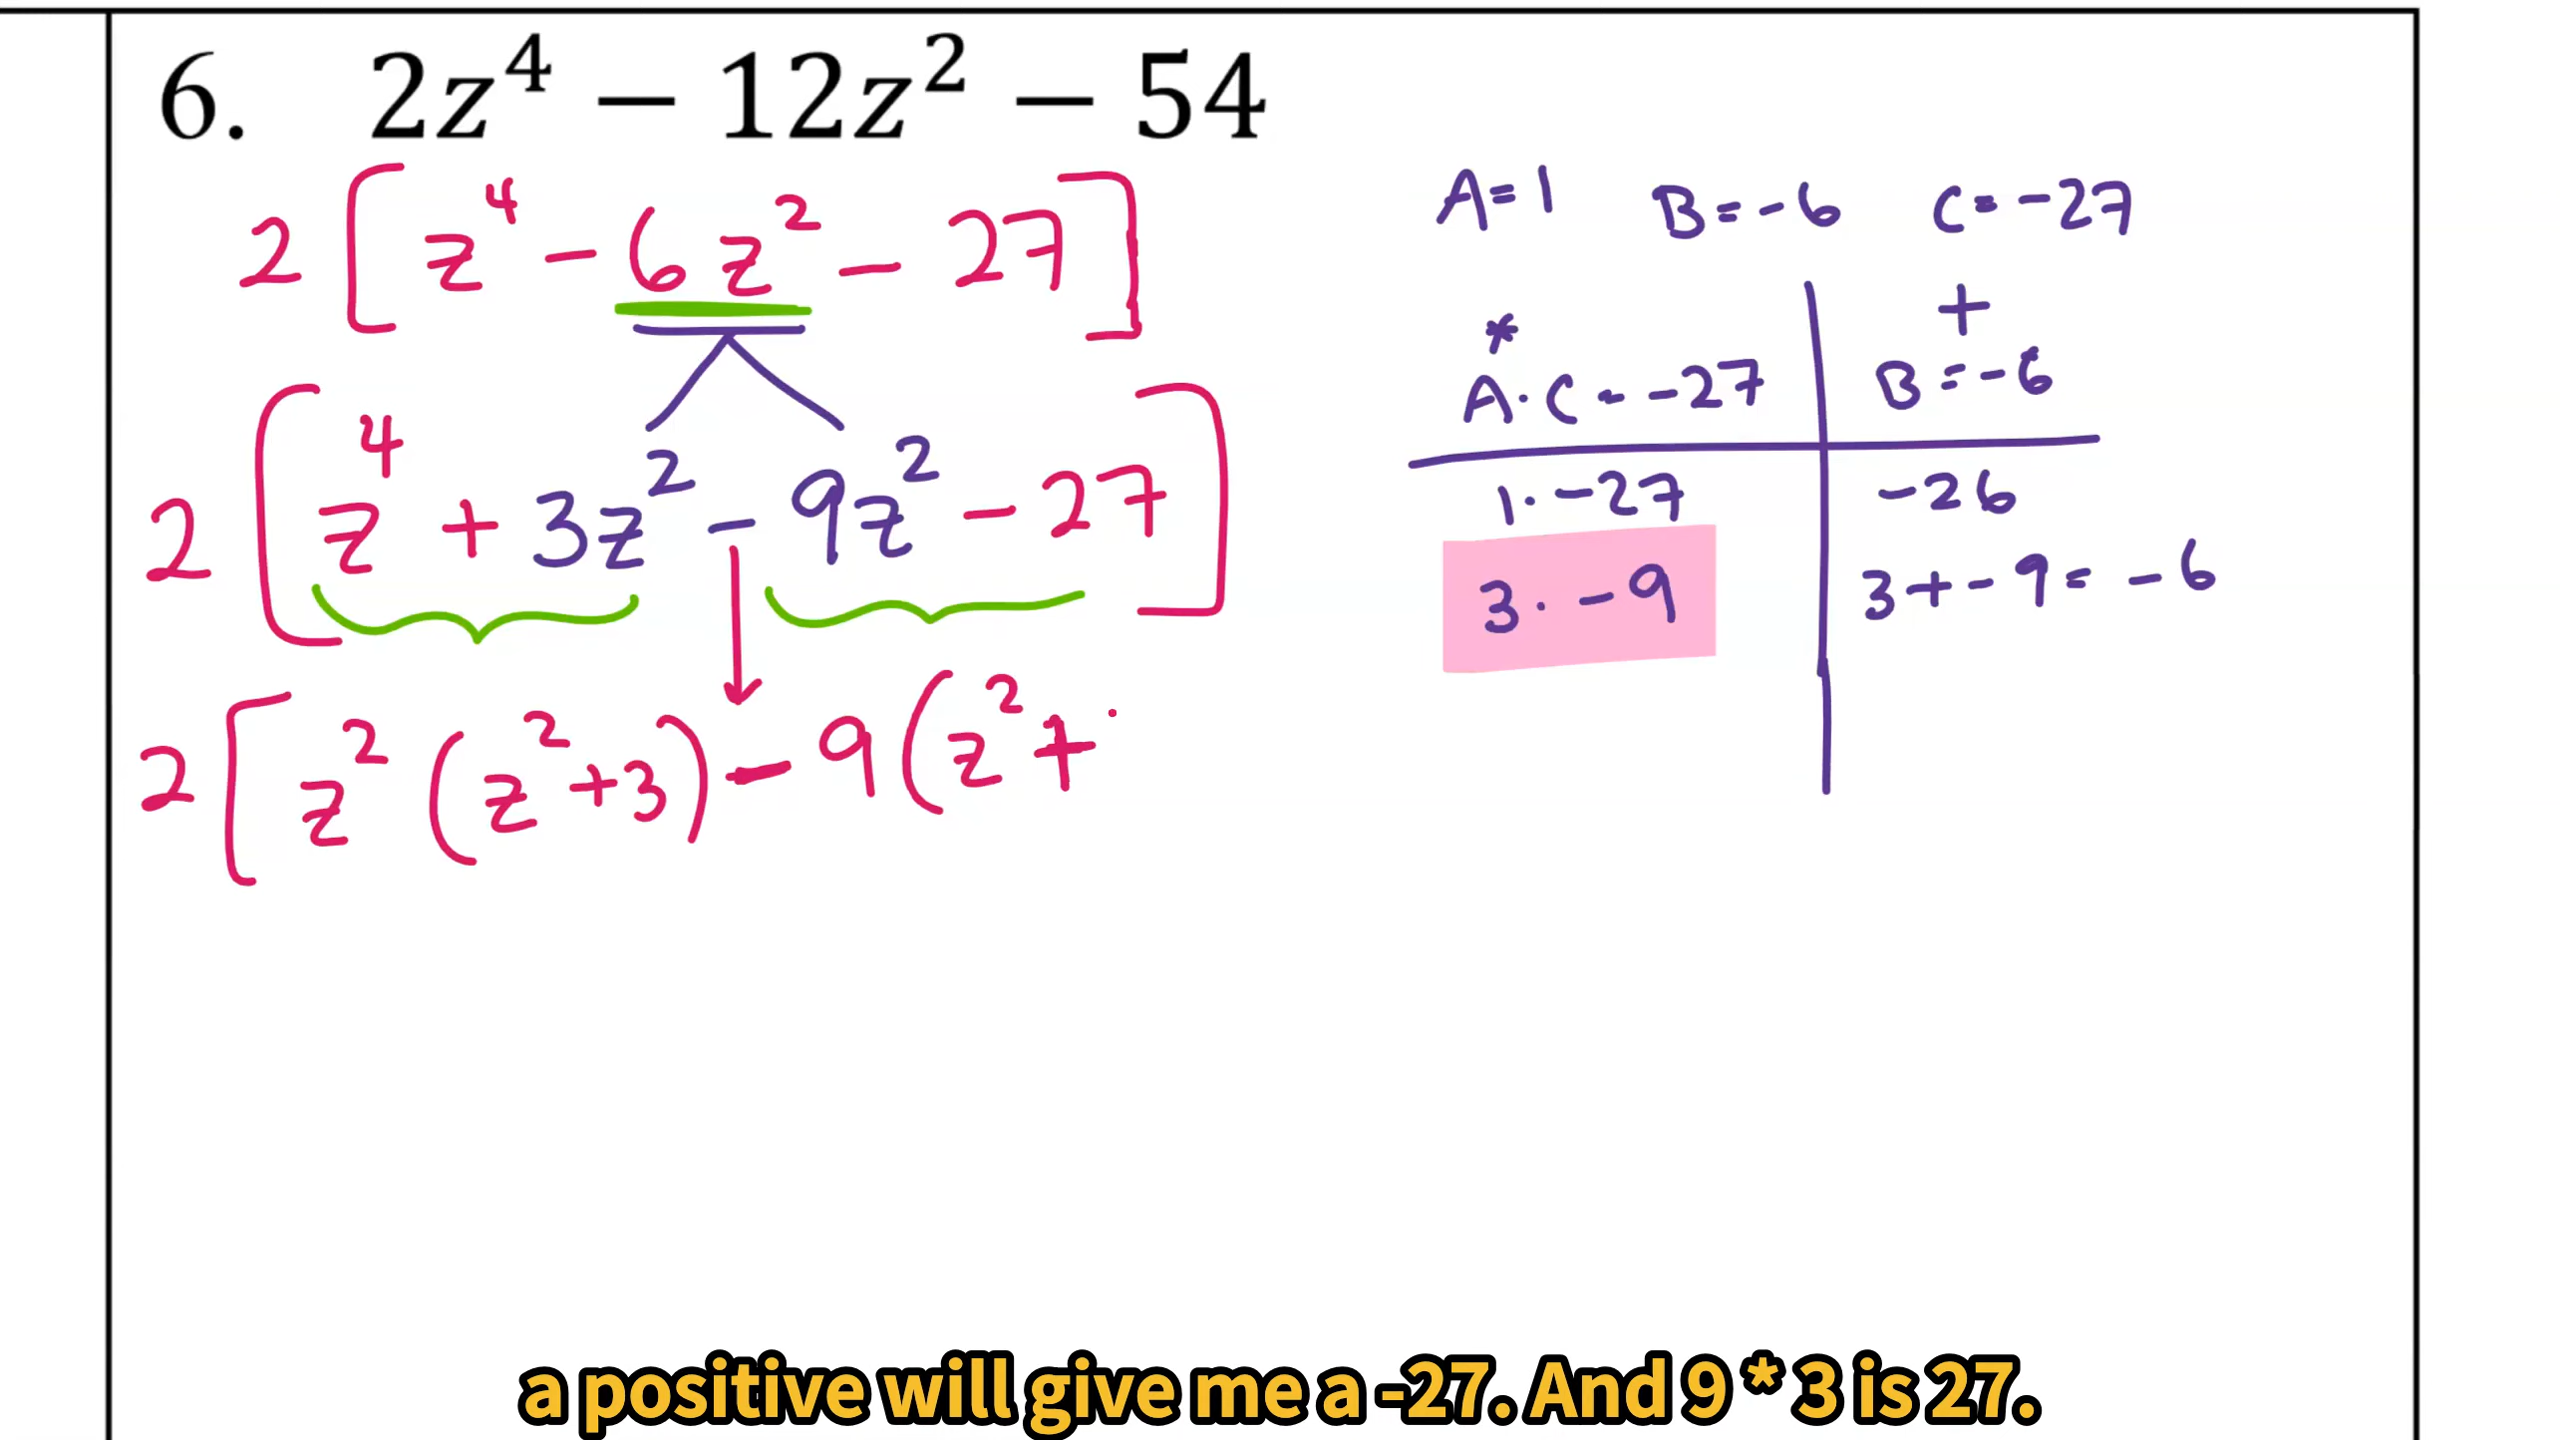 6. 2z⁴ − 12z² − 54
2 [z⁴ − 6z² − 27]
A = 1 B = -6 C = -27
* +
A · C = -27 B = -6
2 [z⁴ + 3z² − 9z² − 27]
1 · -27 -26
3 · -9 3 + -9 = -6
2 [z² (z² + 3) − 9 (z² +
a positive will give me a -27. And 9 * 3 is 27.